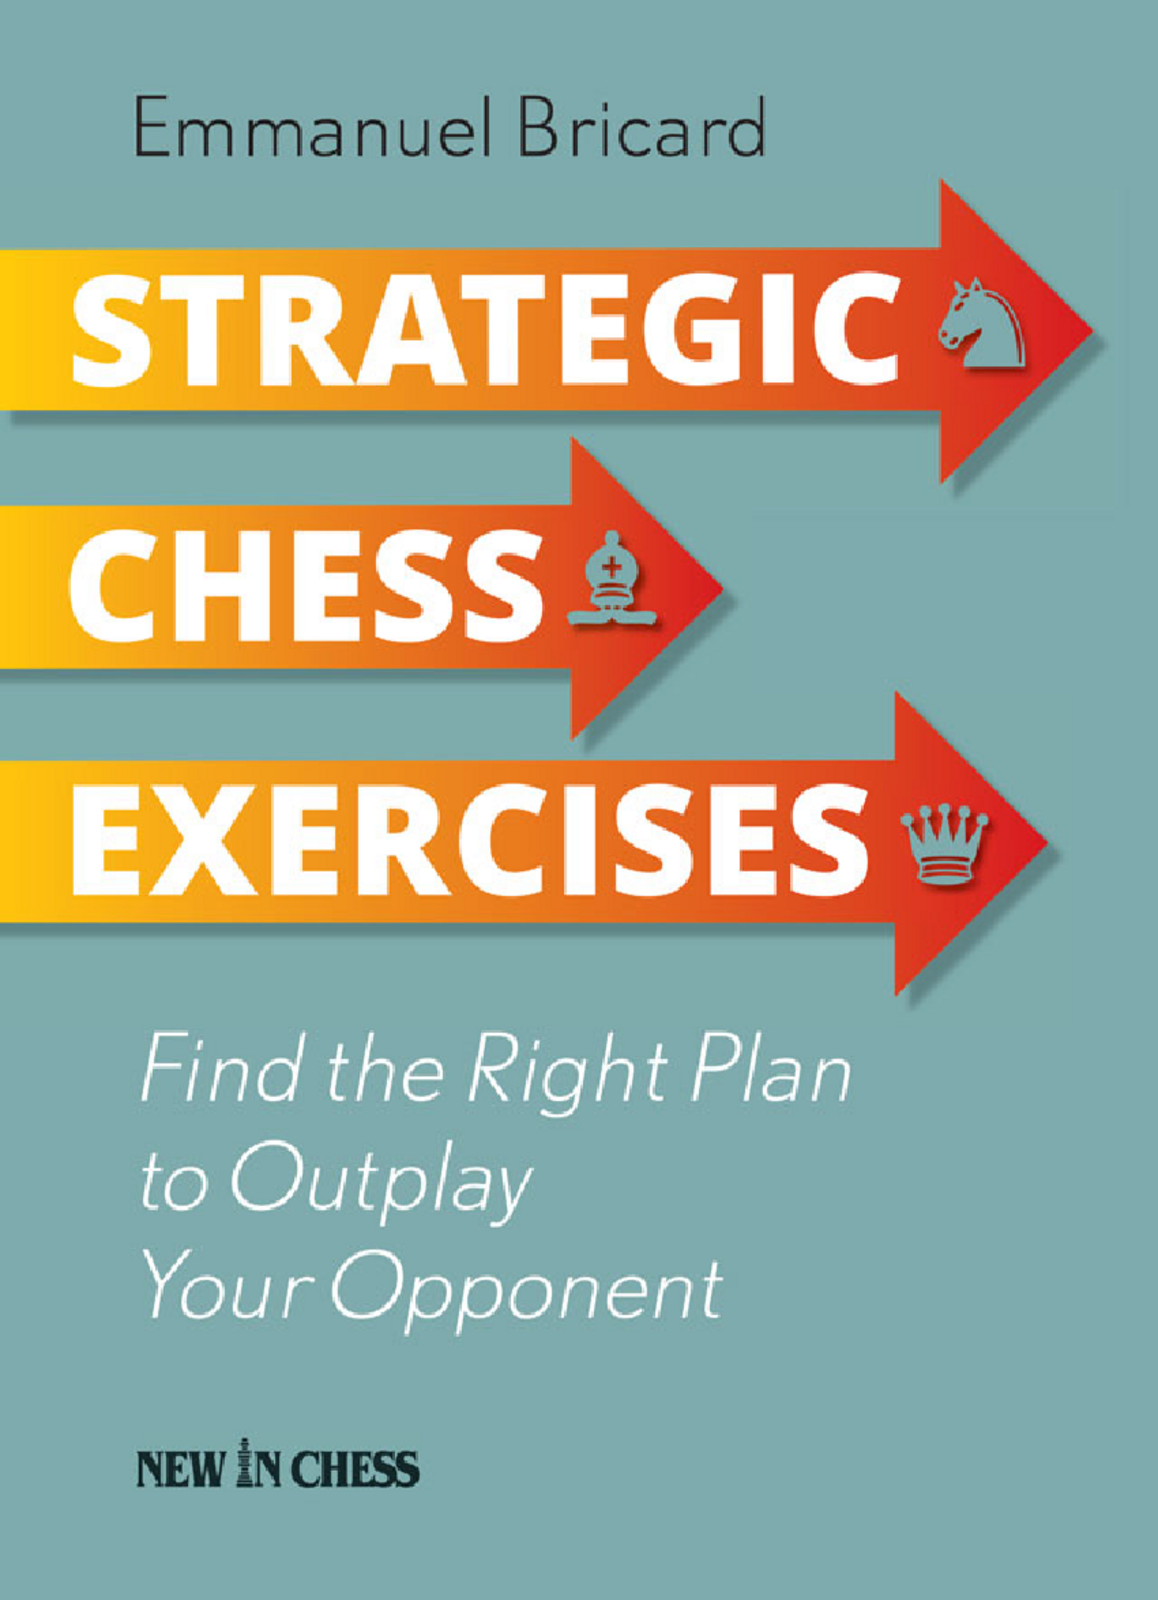 Emmanuel Bricard
STRATEGIC
CHESS
EXERCISES
Find the Right Plan
to Outplay
Your Opponent
NEW IN CHESS